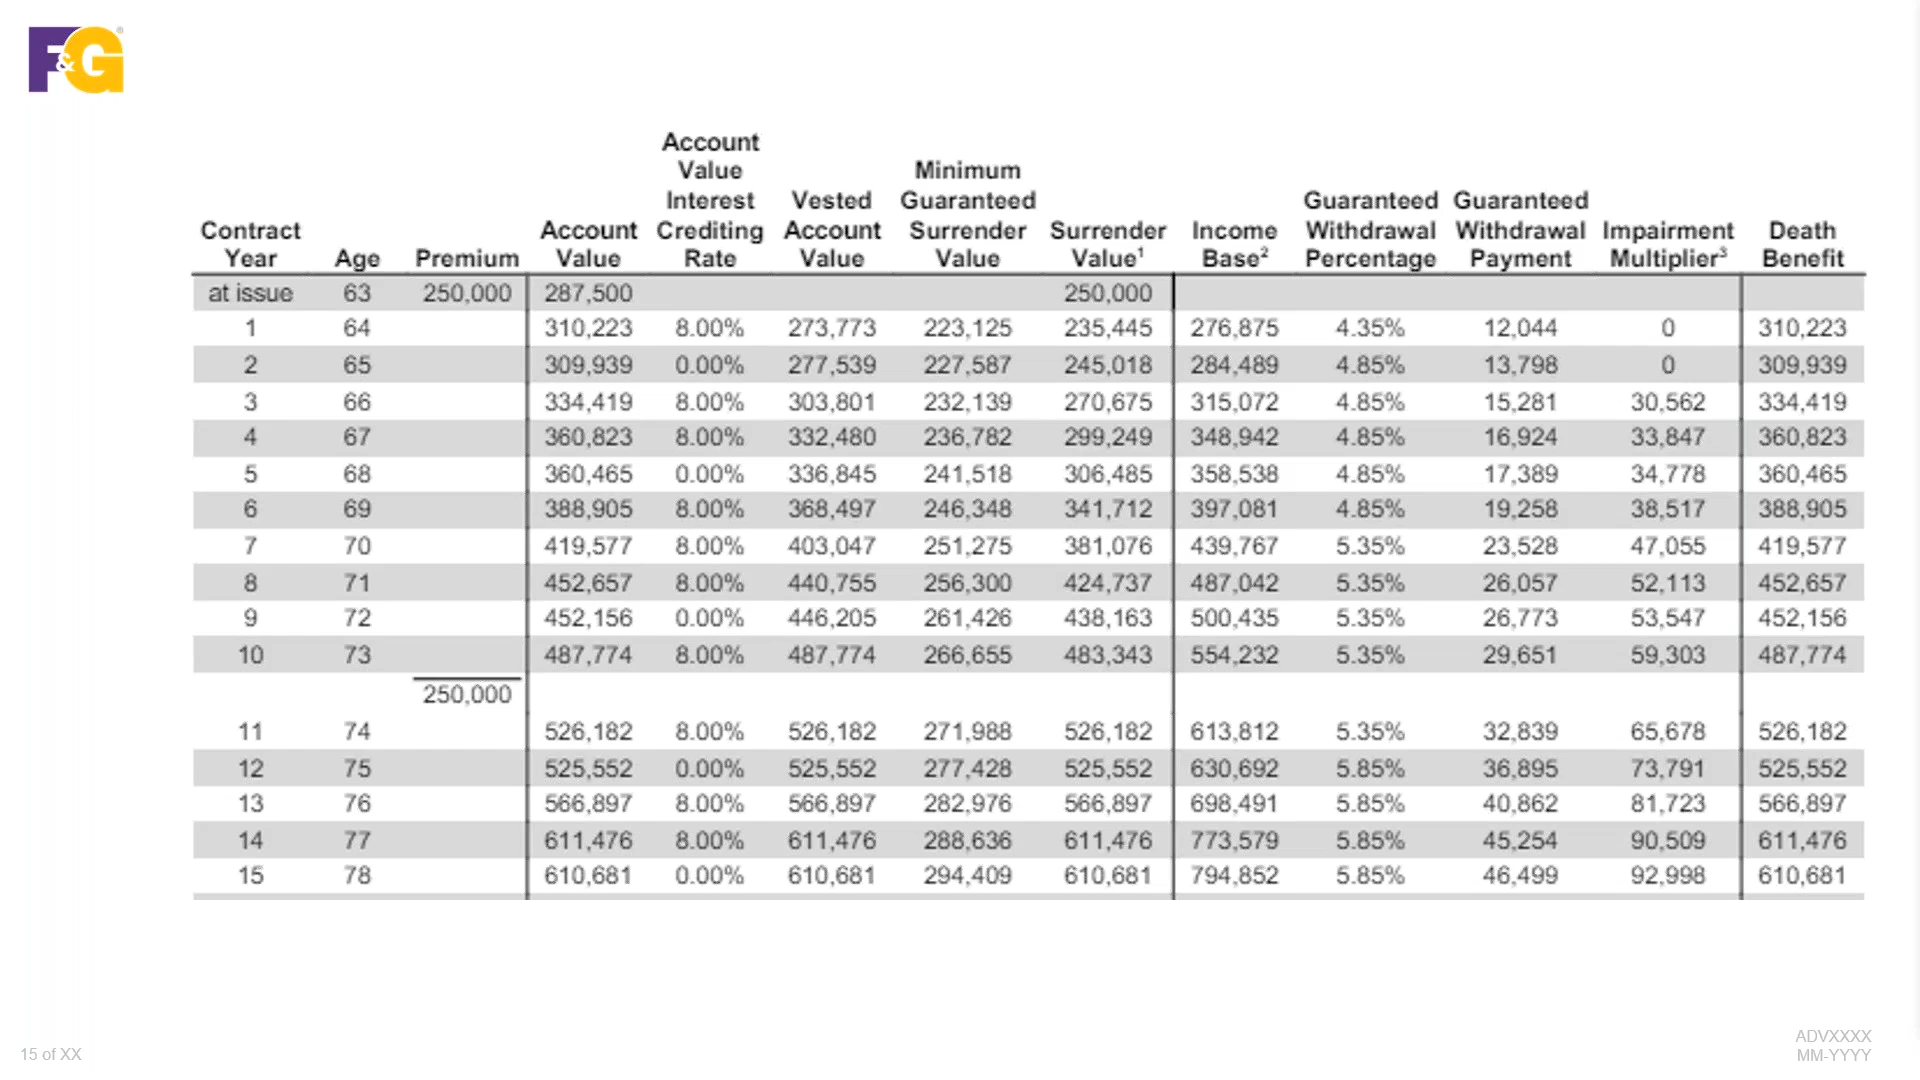 F&G®
Account
Value Minimum
Interest Vested Guaranteed Guaranteed Guaranteed
Contract Account Crediting Account Surrender Surrender Income Withdrawal Withdrawal Impairment Death
Year Age Premium Value Rate Value Value Value¹ Base² Percentage Payment Multiplier³ Benefit
at issue 63 250,000 287,500 250,000
1 64 310,223 8.00% 273,773 223,125 235,445 276,875 4.35% 12,044 0 310,223
2 65 309,939 0.00% 277,539 227,587 245,018 284,489 4.85% 13,798 0 309,939
3 66 334,419 8.00% 303,801 232,139 270,675 315,072 4.85% 15,281 30,562 334,419
4 67 360,823 8.00% 332,480 236,782 299,249 348,942 4.85% 16,924 33,847 360,823
5 68 360,465 0.00% 336,845 241,518 306,485 358,538 4.85% 17,389 34,778 360,465
6 69 388,905 8.00% 368,497 246,348 341,712 397,081 4.85% 19,258 38,517 388,905
7 70 419,577 8.00% 403,047 251,275 381,076 439,767 5.35% 23,528 47,055 419,577
8 71 452,657 8.00% 440,755 256,300 424,737 487,042 5.35% 26,057 52,113 452,657
9 72 452,156 0.00% 446,205 261,426 438,163 500,435 5.35% 26,773 53,547 452,156
10 73 487,774 8.00% 487,774 266,655 483,343 554,232 5.35% 29,651 59,303 487,774
250,000
11 74 526,182 8.00% 526,182 271,988 526,182 613,812 5.35% 32,839 65,678 526,182
12 75 525,552 0.00% 525,552 277,428 525,552 630,692 5.85% 36,895 73,791 525,552
13 76 566,897 8.00% 566,897 282,976 566,897 698,491 5.85% 40,862 81,723 566,897
14 77 611,476 8.00% 611,476 288,636 611,476 773,579 5.85% 45,254 90,509 611,476
15 78 610,681 0.00% 610,681 294,409 610,681 794,852 5.85% 46,499 92,998 610,681
ADVXXXX
15 of XX MM-YYYY